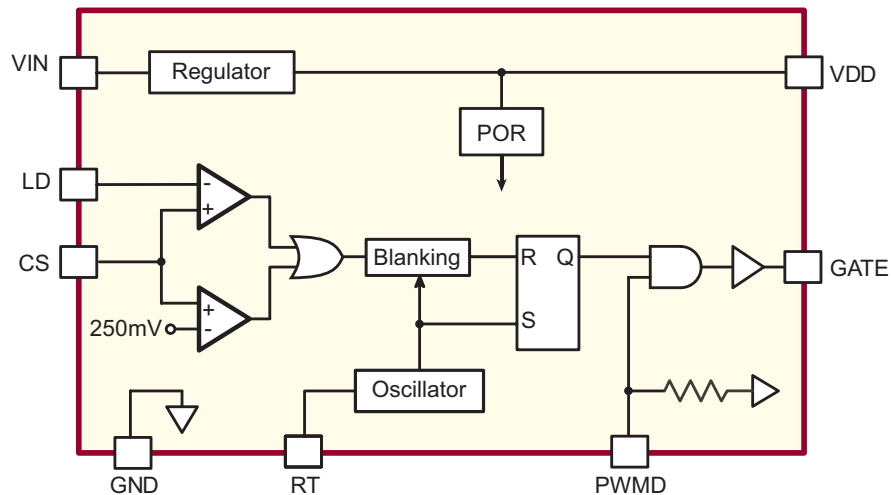 VIN
Regulator
VDD
POR
LD
-
+
CS
Blanking
R Q
GATE
+
250mV
-
S
Oscillator
GND
RT
PWMD